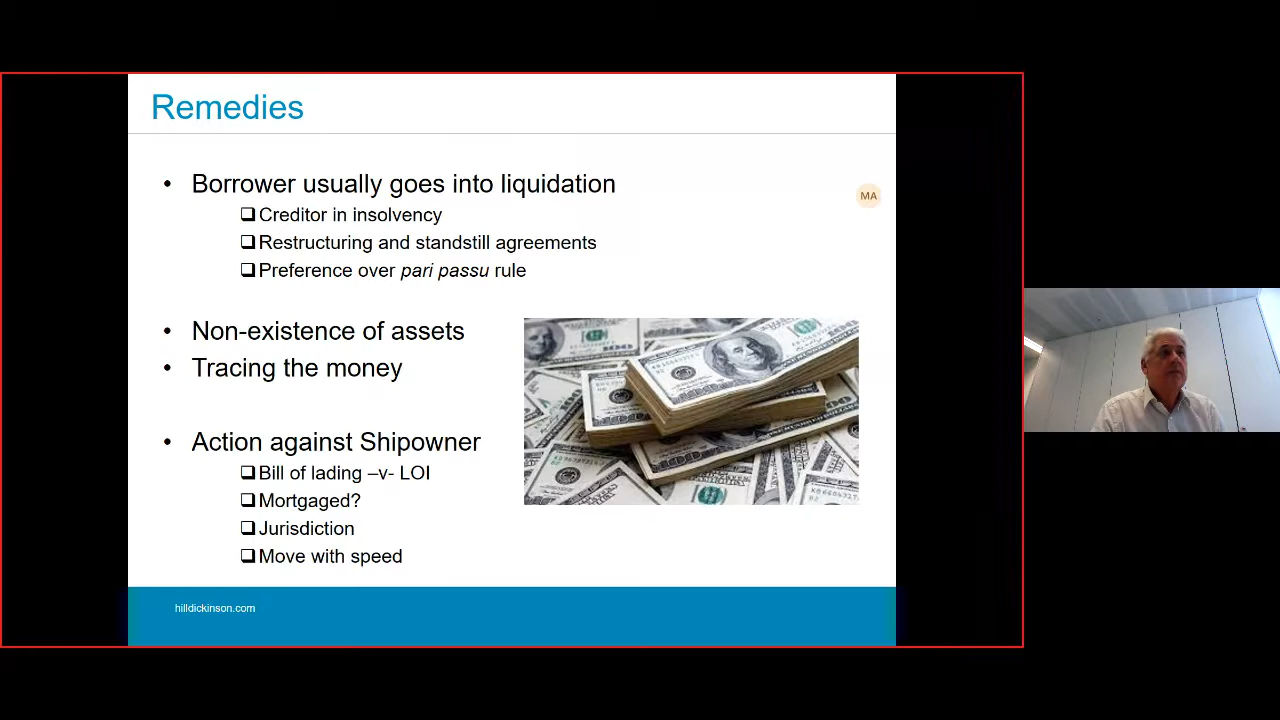 Remedies
• Borrower usually goes into liquidation
❑ Creditor in insolvency
❑ Restructuring and standstill agreements
❑ Preference over pari passu rule
MA
• Non-existence of assets
• Tracing the money
• Action against Shipowner
❑ Bill of lading –v- LOI
❑ Mortgaged?
❑ Jurisdiction
❑ Move with speed
hilldickinson.com